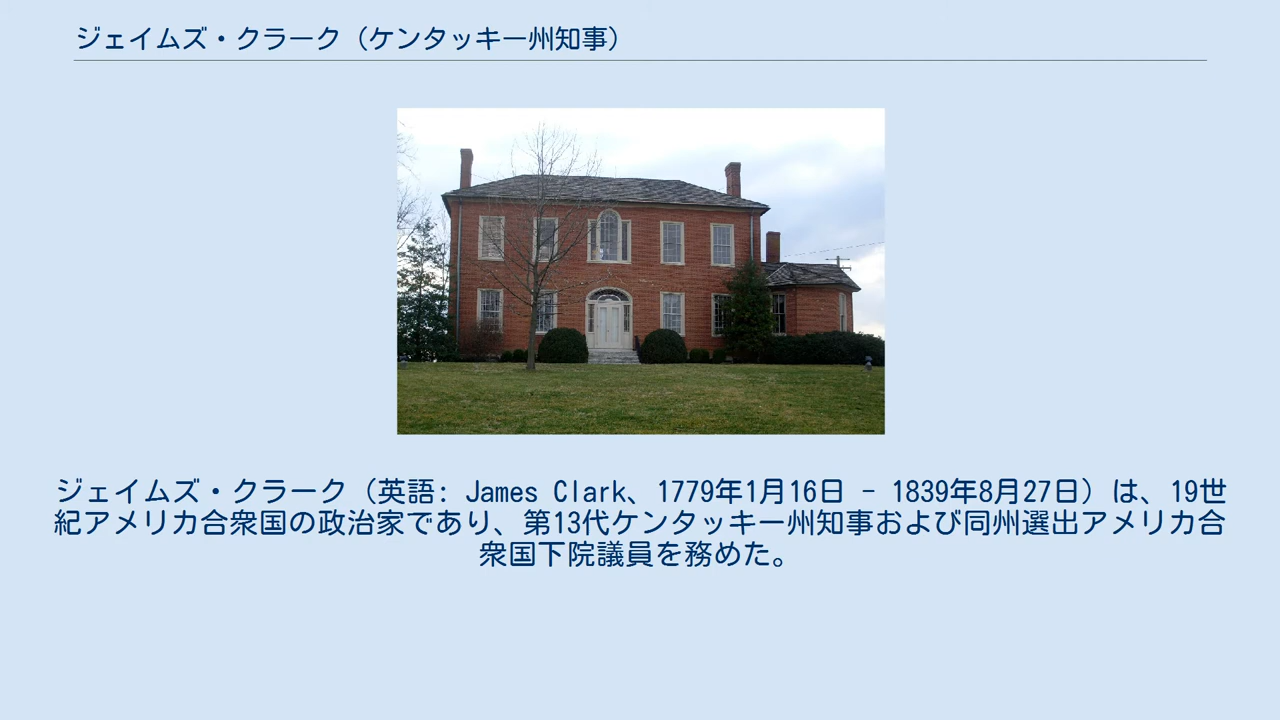 ジェイムズ・クラーク（ケンタッキー州知事）
ジェイムズ・クラーク（英語: James Clark、1779年1月16日 - 1839年8月27日）は、19世
紀アメリカ合衆国の政治家であり、第13代ケンタッキー州知事および同州選出アメリカ合
衆国下院議員を務めた。